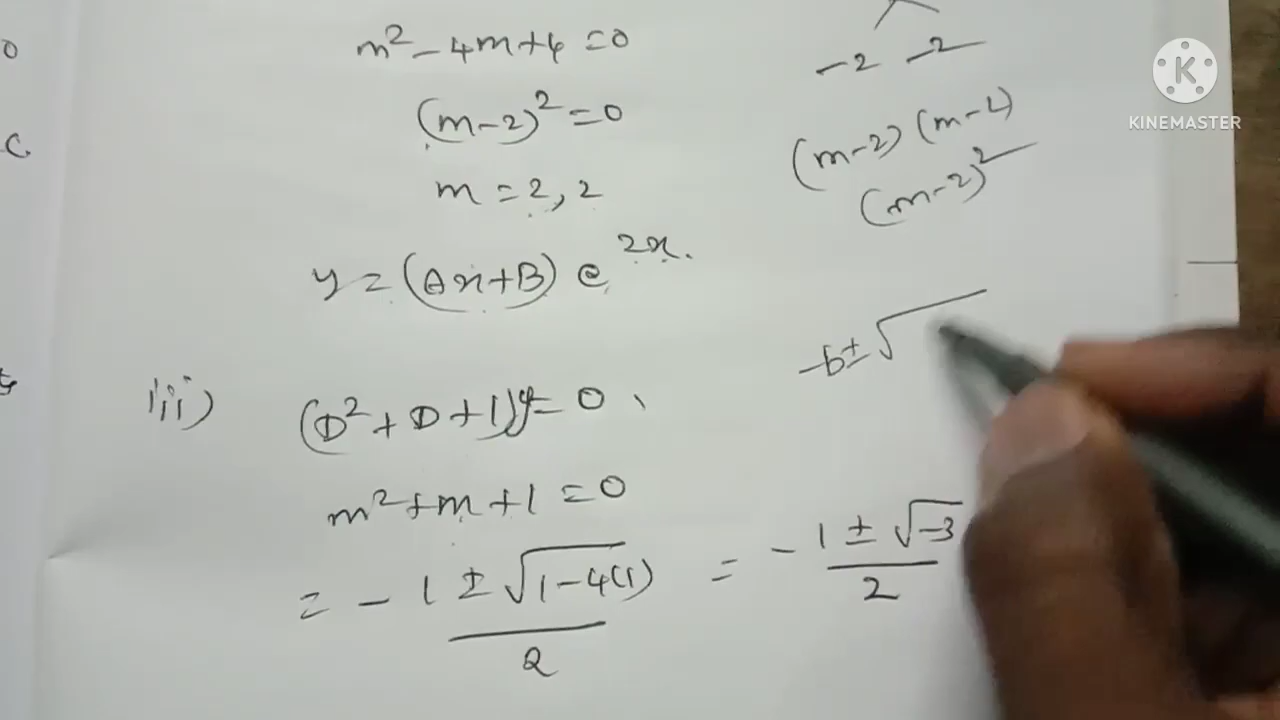 m² - 4m + 4 = 0
(m-2)² = 0
m = 2, 2
y = (Ax+B) e^{2x}.
-2 -2
(m-2) (m-2)
(m-2)²
-b±√
iii) (D² + D + 1)y = 0
m² + m + 1 = 0
= -1 ± √1-4(1) / 2 = -1 ± √-3 / 2
K
KINEMASTER